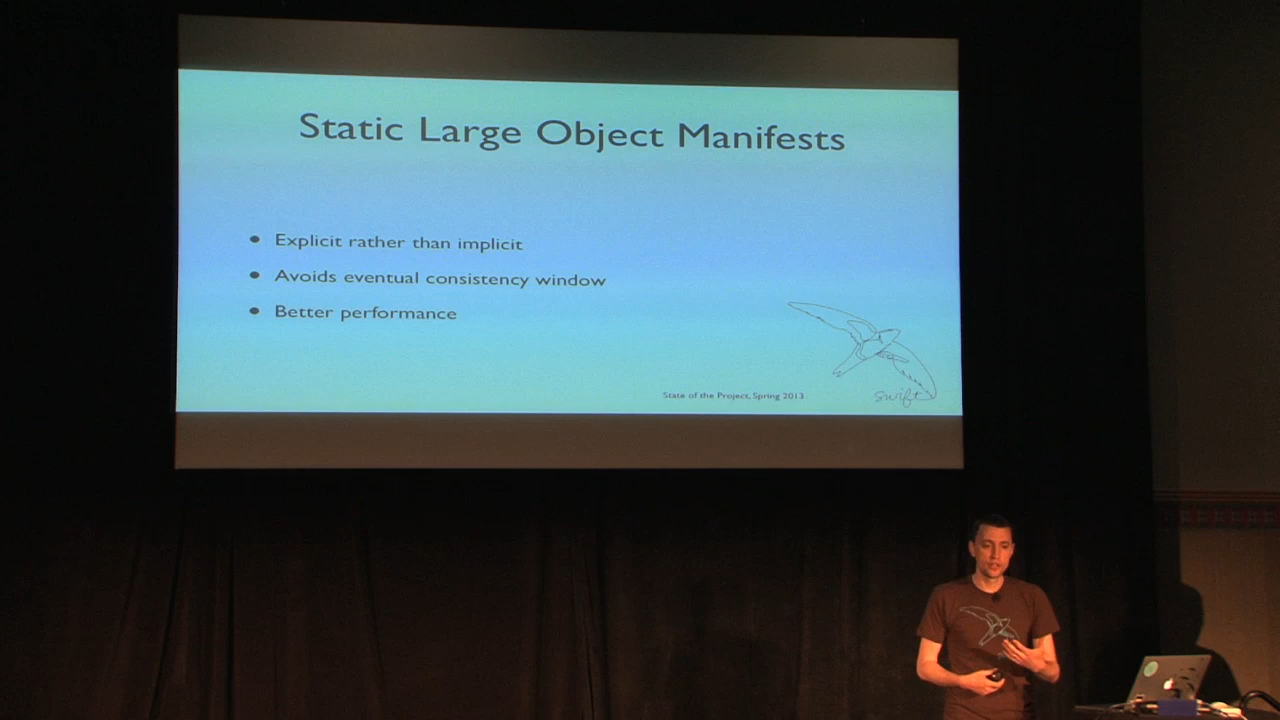 Static Large Object Manifests
• Explicit rather than implicit
• Avoids eventual consistency window
• Better performance
State of the Project, Spring 2013
swift